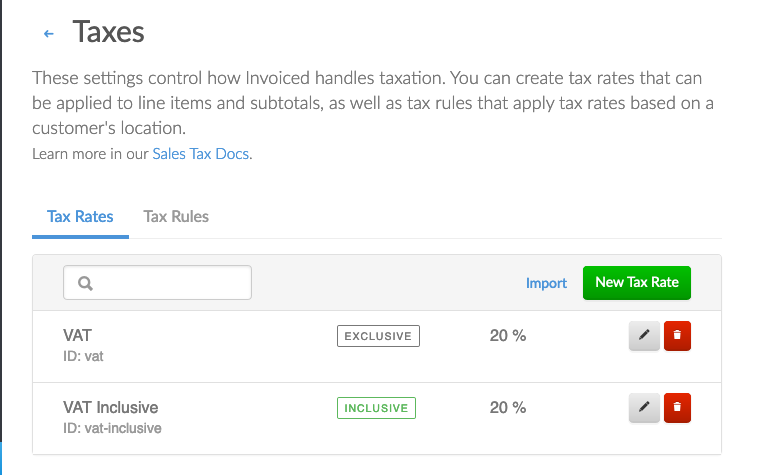 Taxes
These settings control how Invoiced handles taxation. You can create tax rates that can
be applied to line items and subtotals, as well as tax rules that apply tax rates based on a
customer's location.
Learn more in our Sales Tax Docs.
Tax Rates Tax Rules
Import New Tax Rate
VAT EXCLUSIVE 20 %
ID: vat
VAT Inclusive INCLUSIVE 20 %
ID: vat-inclusive